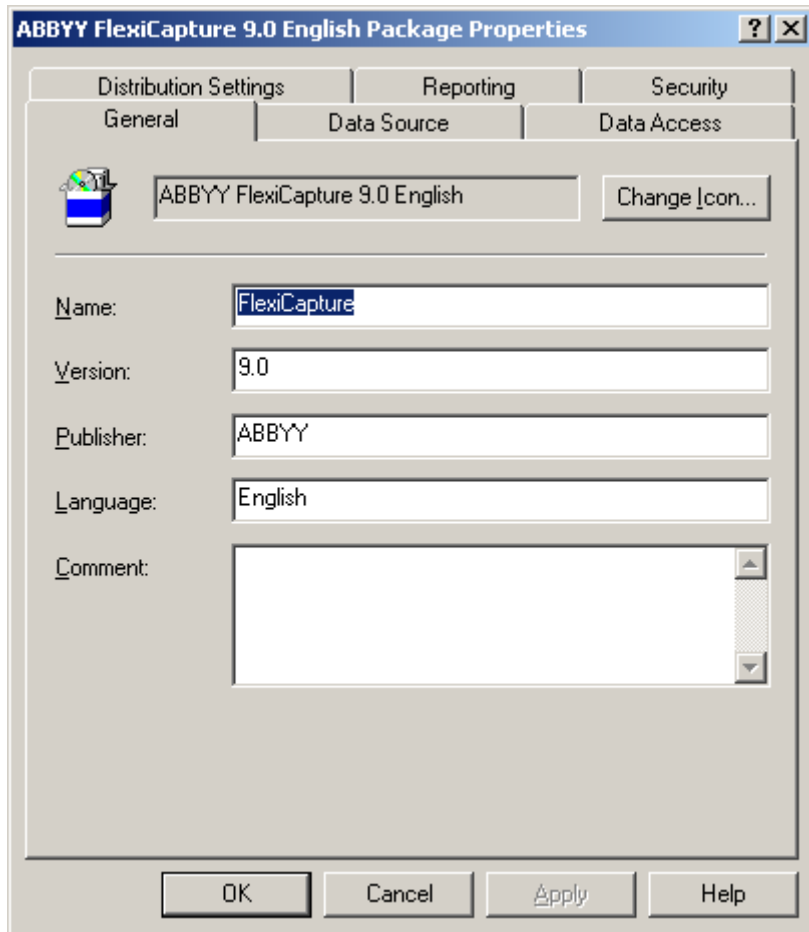 ABBYY FlexiCapture 9.0 English Package Properties
Distribution Settings Reporting Security
General Data Source Data Access
ABBYY FlexiCapture 9.0 English Change Icon...
Name: FlexiCapture
Version: 9.0
Publisher: ABBYY
Language: English
Comment:
OK Cancel Apply Help